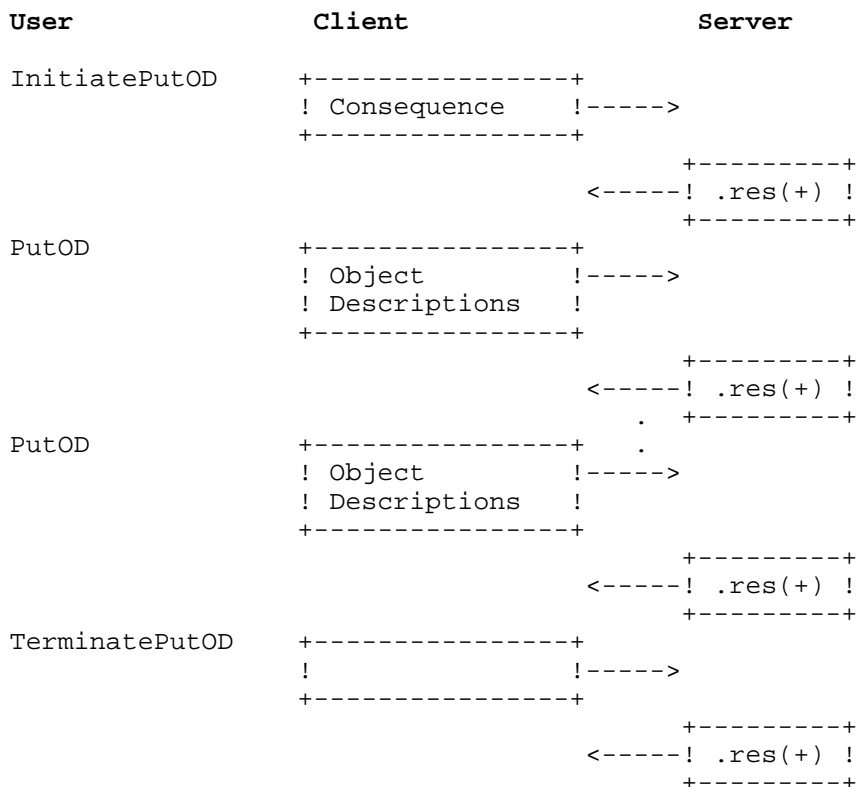 User                Client                     Server

InitiatePutOD     +----------------+
                  ! Consequence    !----->
                  +----------------+
                                          +---------+
                                    <-----! .res(+) !
                                          +---------+
PutOD             +----------------+
                  ! Object         !----->
                  ! Descriptions   !
                  +----------------+
                                          +---------+
                                    <-----! .res(+) !
                                       .  +---------+
PutOD             +----------------+   .
                  ! Object         !----->
                  ! Descriptions   !
                  +----------------+
                                          +---------+
                                    <-----! .res(+) !
                                          +---------+
TerminatePutOD    +----------------+
                  !                !----->
                  +----------------+
                                          +---------+
                                    <-----! .res(+) !
                                          +---------+